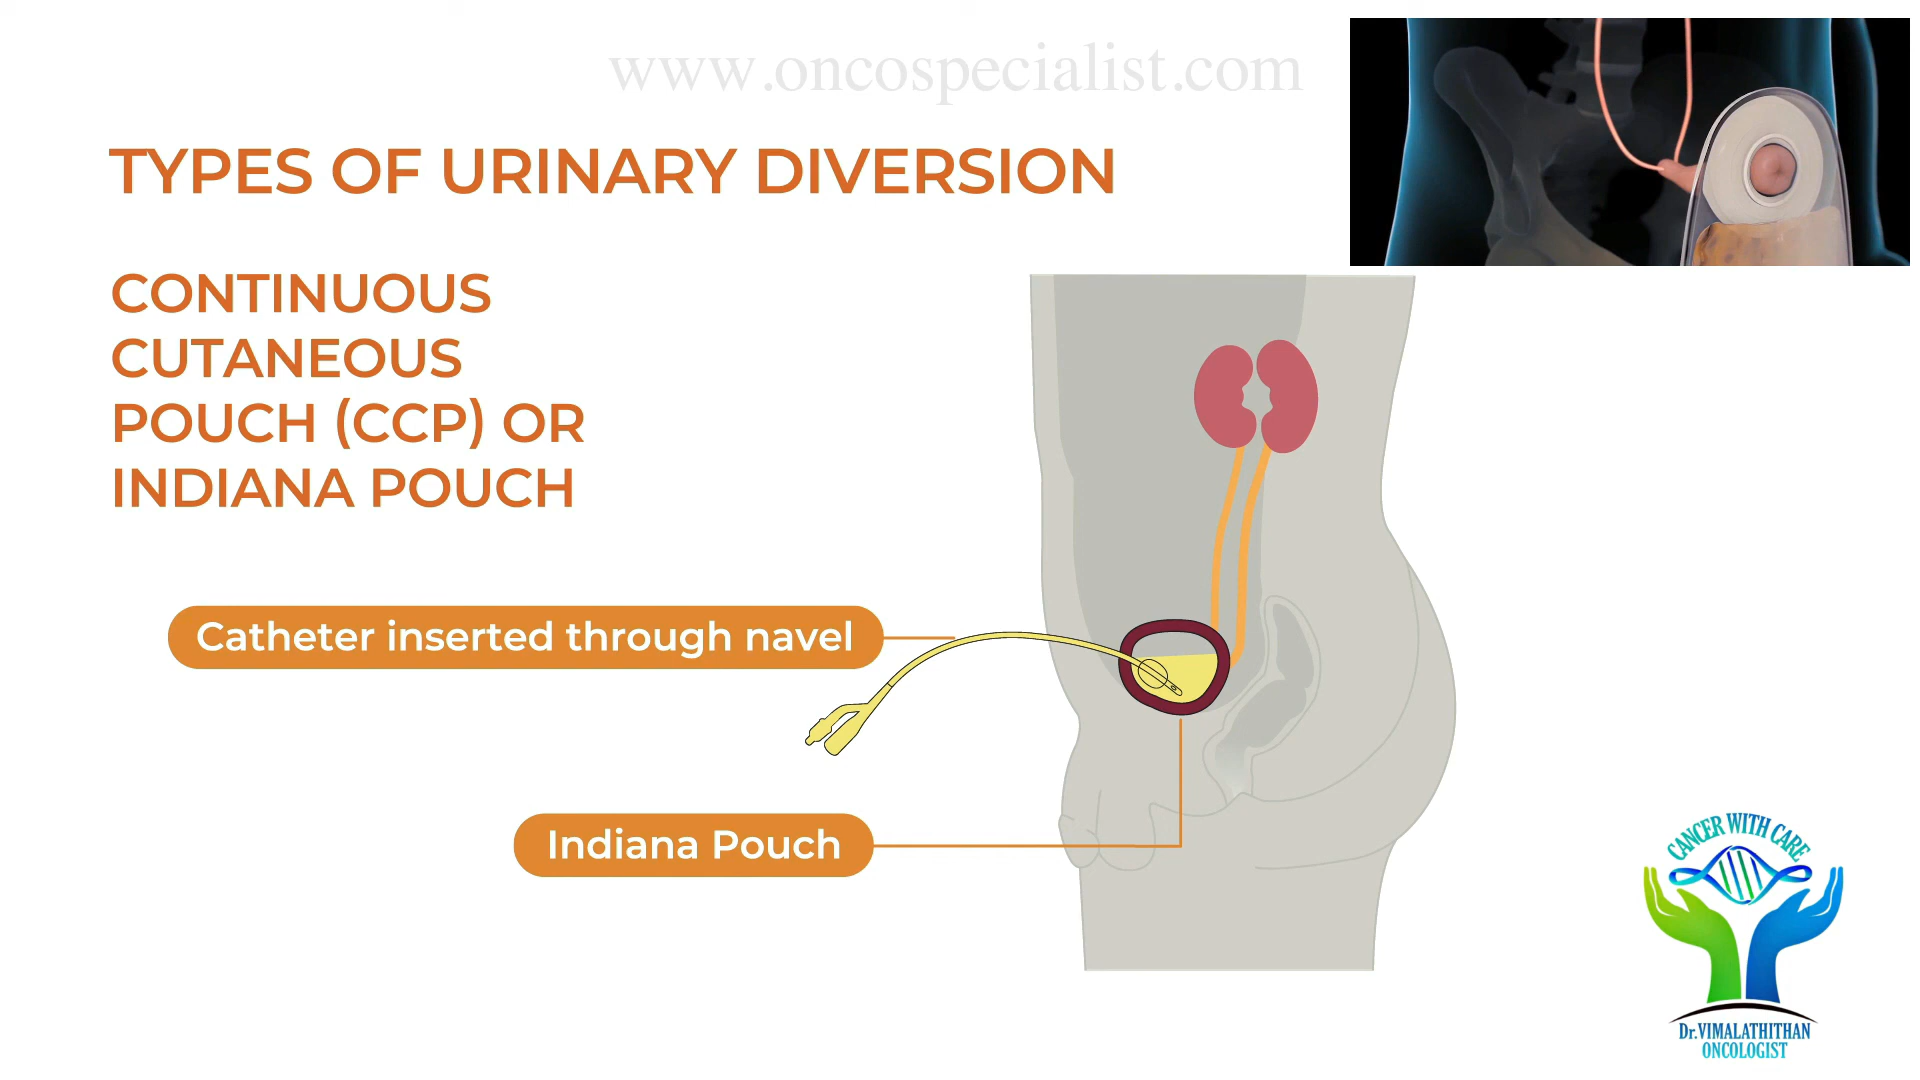 www.oncospecialist.com
TYPES OF URINARY DIVERSION
CONTINUOUS
CUTANEOUS
POUCH (CCP) OR
INDIANA POUCH
Catheter inserted through navel
Indiana Pouch
CANCER WITH CARE
Dr.VIMALATHITHAN
ONCOLOGIST